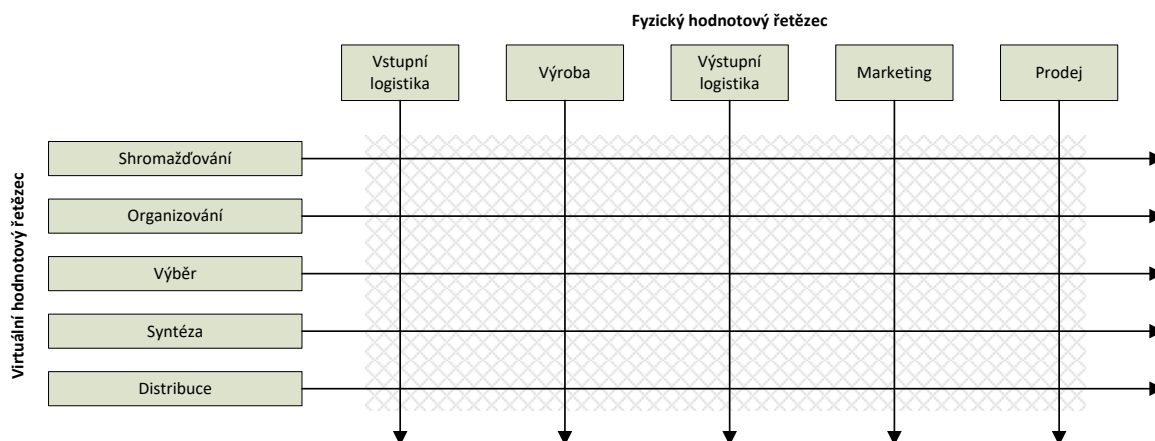 Fyzický hodnotový řetězec
Vstupní
logistika
Výroba
Výstupní
logistika
Marketing
Prodej
Virtuální hodnotový řetězec
Shromažďování
Organizování
Výběr
Syntéza
Distribuce